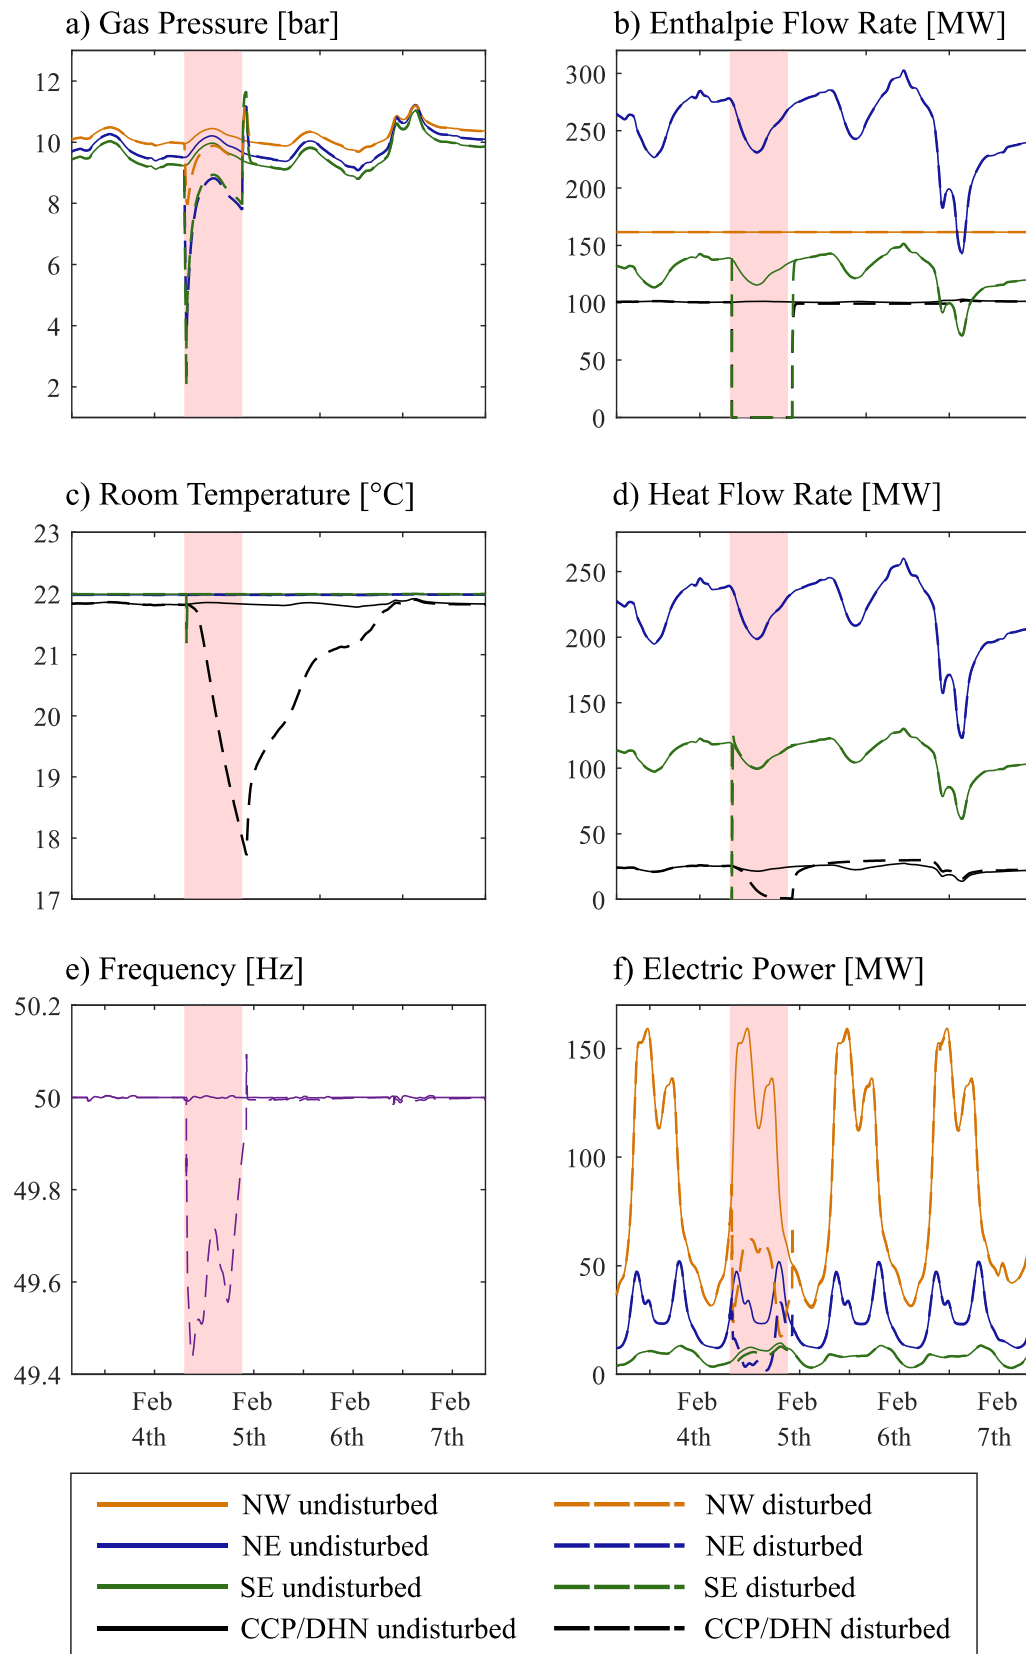 a) Gas Pressure [bar]
b) Enthalpie Flow Rate [MW]
12
10
8
6
4
2
300
250
200
150
100
50
0
c) Room Temperature [°C]
d) Heat Flow Rate [MW]
23
22
21
20
19
18
17
250
200
150
100
50
0
e) Frequency [Hz]
f) Electric Power [MW]
50.2
50
49.8
49.6
49.4
150
100
50
0
Feb Feb Feb Feb
4th 5th 6th 7th
Feb Feb Feb Feb
4th 5th 6th 7th
NW undisturbed
NW disturbed
NE undisturbed
NE disturbed
SE undisturbed
SE disturbed
CCP/DHN undisturbed
CCP/DHN disturbed